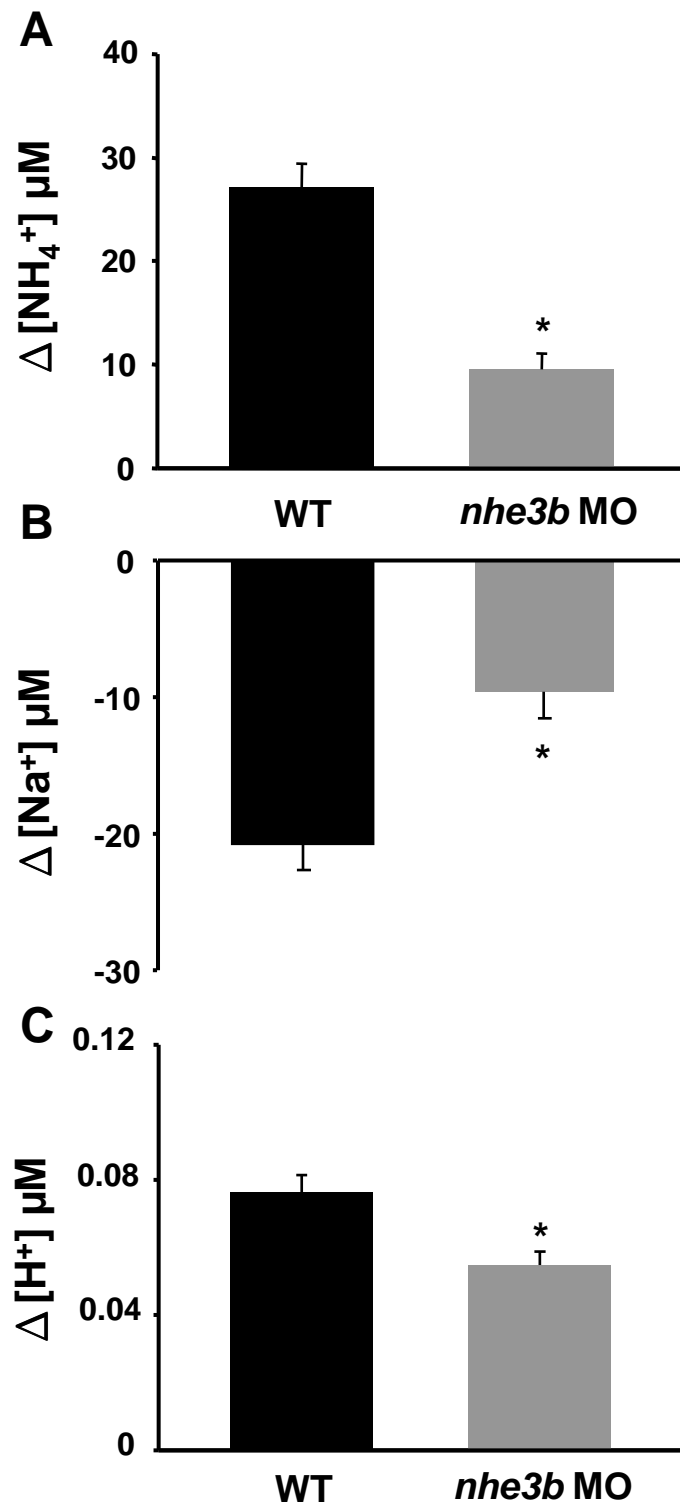 A
40
30
20
10
0
Δ [NH₄⁺] µM
*
WT nhe3b MO
B
0
-10
-20
-30
Δ [Na⁺] µM
*
C
0.12
0.08
0.04
0
Δ [H⁺] µM
*
WT nhe3b MO